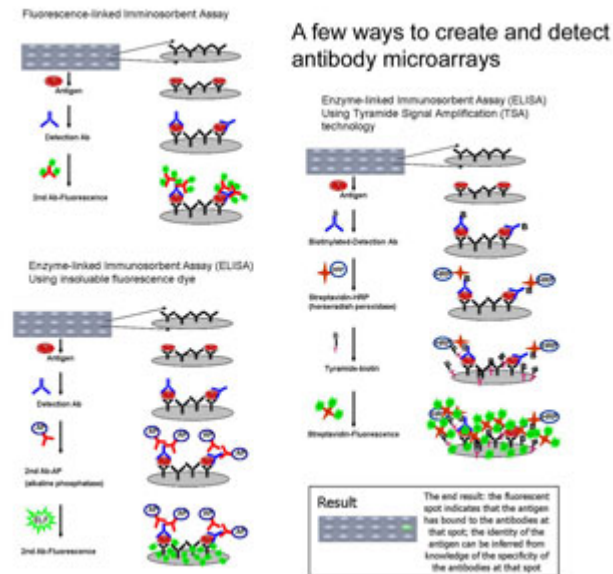 Fluorescence-linked Imminosorbent Assay
Antigen
Detection Ab
2nd Ab-Fluorescence
A few ways to create and detect
antibody microarrays
Enzyme-linked Immunosorbent Assay (ELISA)
Using insoluable fluorescence dye
Antigen
Detection Ab
AP
2nd Ab-AP
(alkaline phosphatase)
ELF
2nd Ab-Fluorescence
Enzyme-linked Immunosorbent Assay (ELISA)
Using Tyramide Signal Amplification (TSA)
technology
Antigen
B
Biotinylated-Detection Ab
HRP
Streptavidin-HRP
(horseradish peroxidase)
Tyramide-biotin
Streptavidin-Fluorescence
Result
The end result: the fluorescent
spot indicates that the antigen
has bound to the antibodies at
that spot; the identity of the
antigen can be inferred from
knowledge of the specificity of
the antibodies at that spot